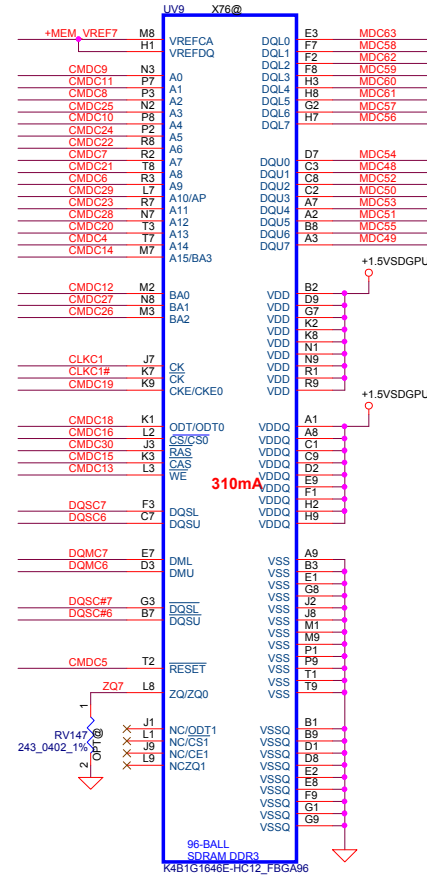 UV9 X76@
+MEM_VREF7 M8 VREFCA
H1 VREFDQ
CMDC9 N3 A0
CMDC11 P7 A1
CMDC8 P3 A2
CMDC25 N2 A3
CMDC10 P8 A4
CMDC24 P2 A5
CMDC22 R8 A6
CMDC7 R2 A7
CMDC21 T8 A8
CMDC6 R3 A9
CMDC29 L7 A10/AP
CMDC23 R7 A11
CMDC28 N7 A12
CMDC20 T3 A13
CMDC4 T7 A14
CMDC14 M7 A15/BA3
CMDC12 M2 BA0
CMDC27 N8 BA1
CMDC26 M3 BA2
CLKC1 J7 CK
CLKC1# K7 CK
CMDC19 K9 CKE/CKE0
CMDC18 K1 ODT/ODT0
CMDC16 L2 CS/CS0
CMDC30 J3 RAS
CMDC15 K3 CAS
CMDC13 L3 WE
DQSC7 F3 DQSL
DQSC6 C7 DQSU
DQMC7 E7 DML
DQMC6 D3 DMU
DQSC#7 G3 DQSL
DQSC#6 B7 DQSU
CMDC5 T2 RESET
ZQ7 L8 ZQ/ZQ0
1
RV147
243_0402_1%
OPT@
2
J1 NC/ODT1
L1 NC/CS1
J9 NC/CE1
L9 NCZQ1
DQL0 E3 MDC63
DQL1 F7 MDC58
DQL2 F2 MDC62
DQL3 F8 MDC59
DQL4 H3 MDC60
DQL5 H8 MDC61
DQL6 G2 MDC57
DQL7 H7 MDC56
DQU0 D7 MDC54
DQU1 C3 MDC48
DQU2 C8 MDC52
DQU3 C2 MDC50
DQU4 A7 MDC53
DQU5 A2 MDC51
DQU6 B8 MDC55
DQU7 A3 MDC49
+1.5VSDGPU
VDD B2
VDD D9
VDD G7
VDD K2
VDD K8
VDD N1
VDD N9
VDD R1
VDD R9
+1.5VSDGPU
VDDQ A1
VDDQ A8
VDDQ C1
VDDQ C9
VDDQ D2
VDDQ E9
VDDQ F1
VDDQ H2
VDDQ H9
310mA
VSS A9
VSS B3
VSS E1
VSS G8
VSS J2
VSS J8
VSS M1
VSS M9
VSS P1
VSS P9
VSS T1
VSS T9
VSSQ B1
VSSQ B9
VSSQ D1
VSSQ D8
VSSQ E2
VSSQ E8
VSSQ F9
VSSQ G1
VSSQ G9
96-BALL
SDRAM DDR3
K4B1G1646E-HC12_FBGA96